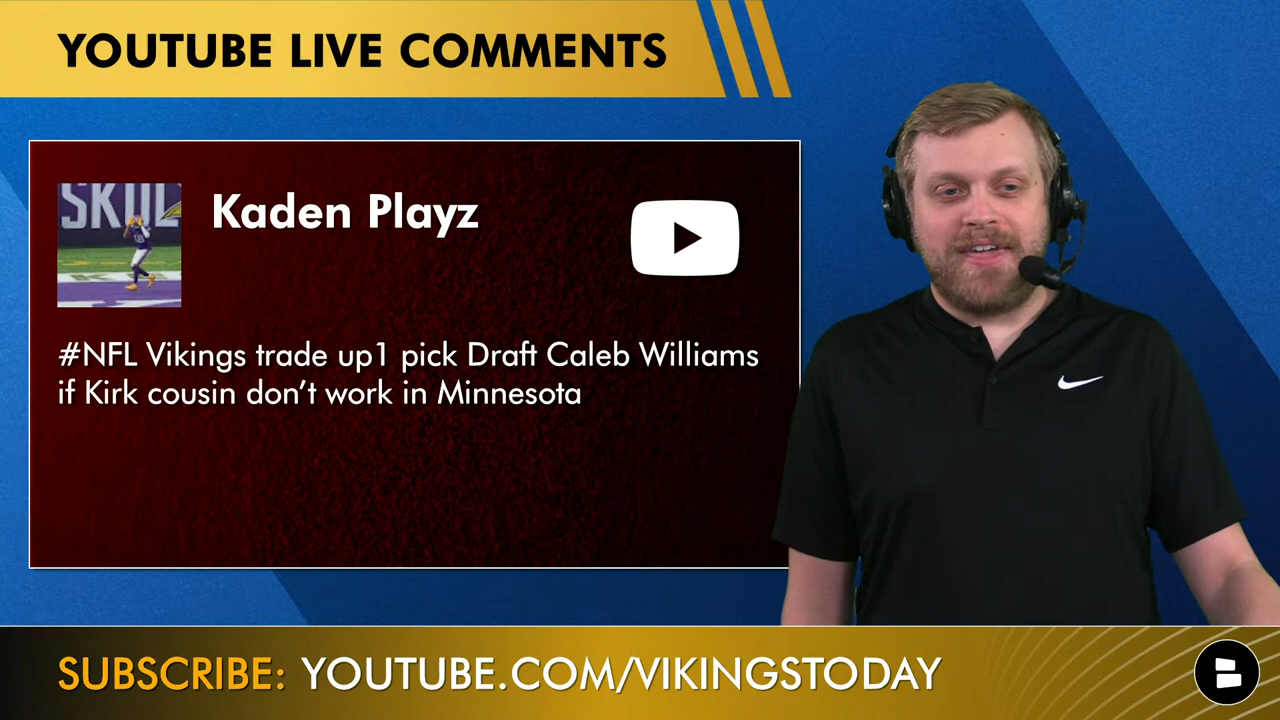 YOUTUBE LIVE COMMENTS
SKOL
Kaden Playz
#NFL Vikings trade up1 pick Draft Caleb Williams
if Kirk cousin don't work in Minnesota
SUBSCRIBE: YOUTUBE.COM/VIKINGSTODAY